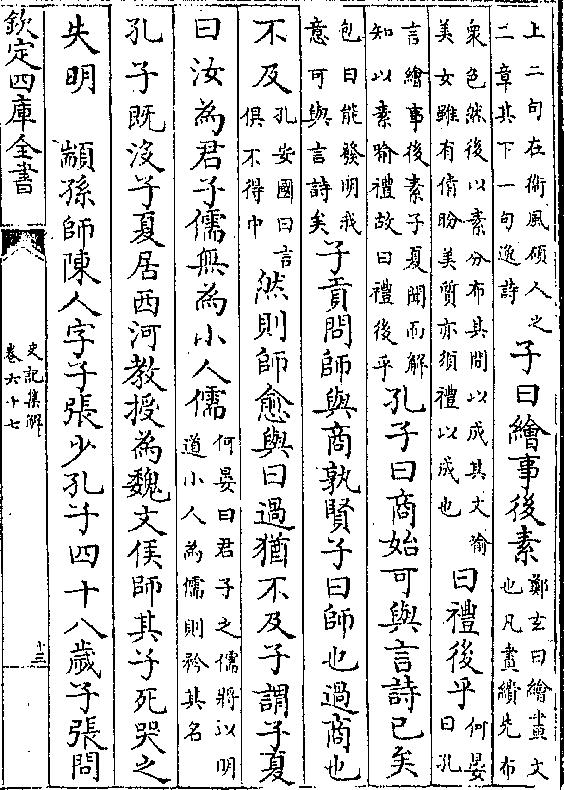 上二句在衛風碩人之
二章其下一句逸詩
子曰繪事後素
鄭玄曰繪畫文
也凡畫繢先布
衆色然後以素分布其間以成其文喻
美女雖有倩盼美質亦須禮以成也
曰禮後乎
何晏
曰孔
言繪事後素子夏聞而解
知以素喻禮故曰禮後乎
孔子曰商始可與言詩已矣
包曰能發明我
意可與言詩矣
子貢問師與商孰賢子曰師也過商也
不及
孔安國曰言
俱不得中
然則師愈與曰過猶不及子謂子夏
曰汝為君子儒無為小人儒
何晏曰君子之儒將以明
道小人為儒則矜其名
孔子既沒子夏居西河教授為魏文侯師其子死哭之
失明 顓孫師陳人字子張少孔子四十八歲子張問
欽定四庫全書
史記集解
卷六十七
十三